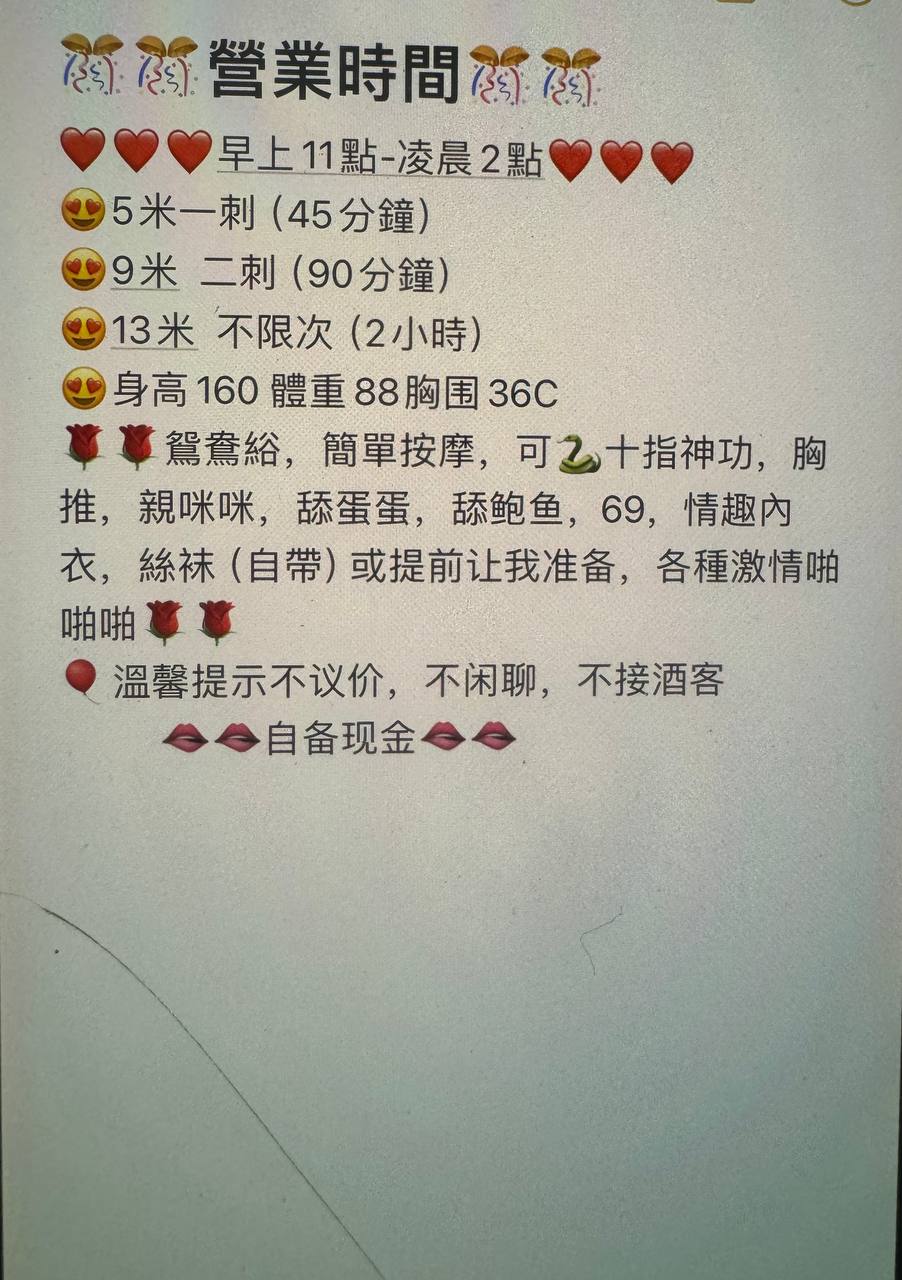 🎊🎊營業時間🎊🎊
❤️❤️❤️早上11點-凌晨2點❤️❤️❤️
😍5米一刺（45分鐘）
😍9米 二刺（90分鐘）
😍13米 不限次（2小時）
😍身高160 體重88胸围36C
🌹🌹鴛鴦綌，簡單按摩，可🐍十指神功，胸
推，親咪咪，舔蛋蛋，舔鲍鱼，69，情趣內
衣，絲袜（自帶）或提前让我准备，各種激情啪
啪啪🌹🌹
🎈溫馨提示不议价，不闲聊，不接酒客
👄👄自备现金👄👄